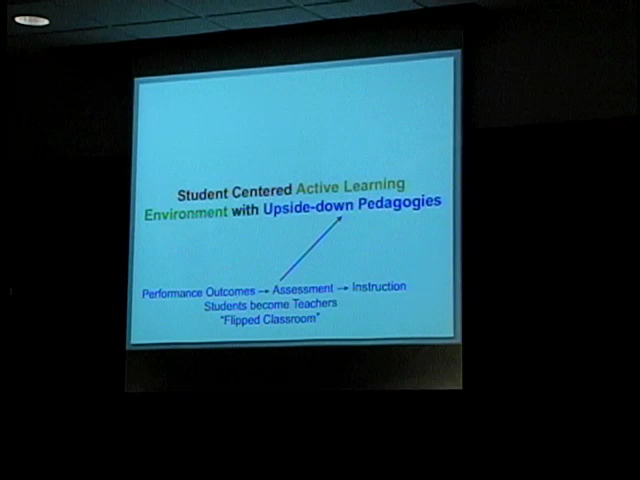 Student Centered Active Learning
Environment with Upside-down Pedagogies
Performance Outcomes → Assessment → Instruction
Students become Teachers
"Flipped Classroom"